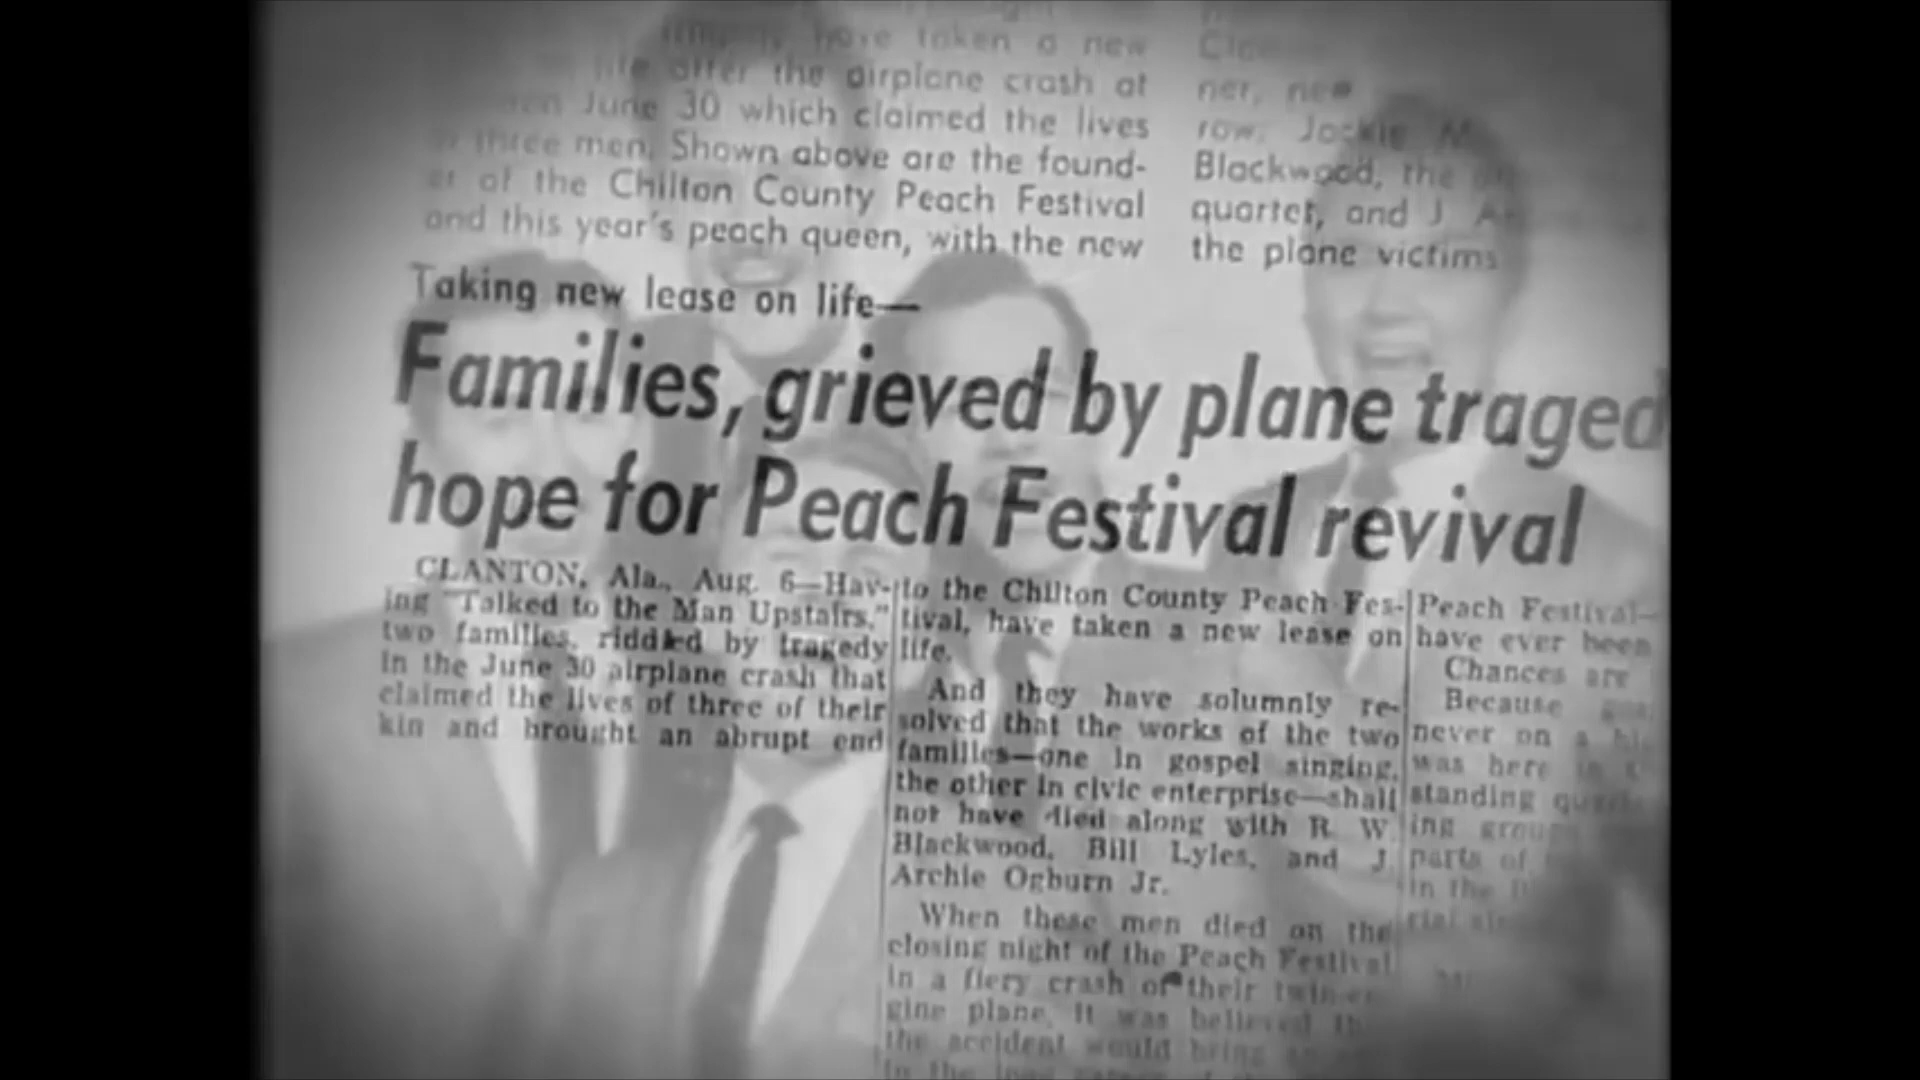 have taken a new
life after the airplane crash at
June 30 which claimed the lives
three men. Shown above are the found-
er of the Chilton County Peach Festival
and this year's peach queen, with the new
ner, new
row: Jackie M
Blackwood, the
quartet, and J A
the plane victims
Taking new lease on life—
Families, grieved by plane traged
hope for Peach Festival revival
CLANTON, Ala., Aug. 6—Hav-
ing "Talked to the Man Upstairs,"
two families, riddled by tragedy
in the June 30 airplane crash that
claimed the lives of three of their
kin and brought an abrupt end
to the Chilton County Peach Fes-
tival, have taken a new lease on
life.
And they have solumnly re-
solved that the works of the two
families—one in gospel singing,
the other in civic enterprise—shall
not have died along with R. W.
Blackwood, Bill Lyles, and J.
Archie Ogburn Jr.
When these men died on the
closing night of the Peach Festival
in a fiery crash of their twin-en
gine plane, it was believed
the accident would bring
in the
Peach Festival—
have ever been
Chances are
Because
never on a
was here in
standing
ing group
parts of
in the